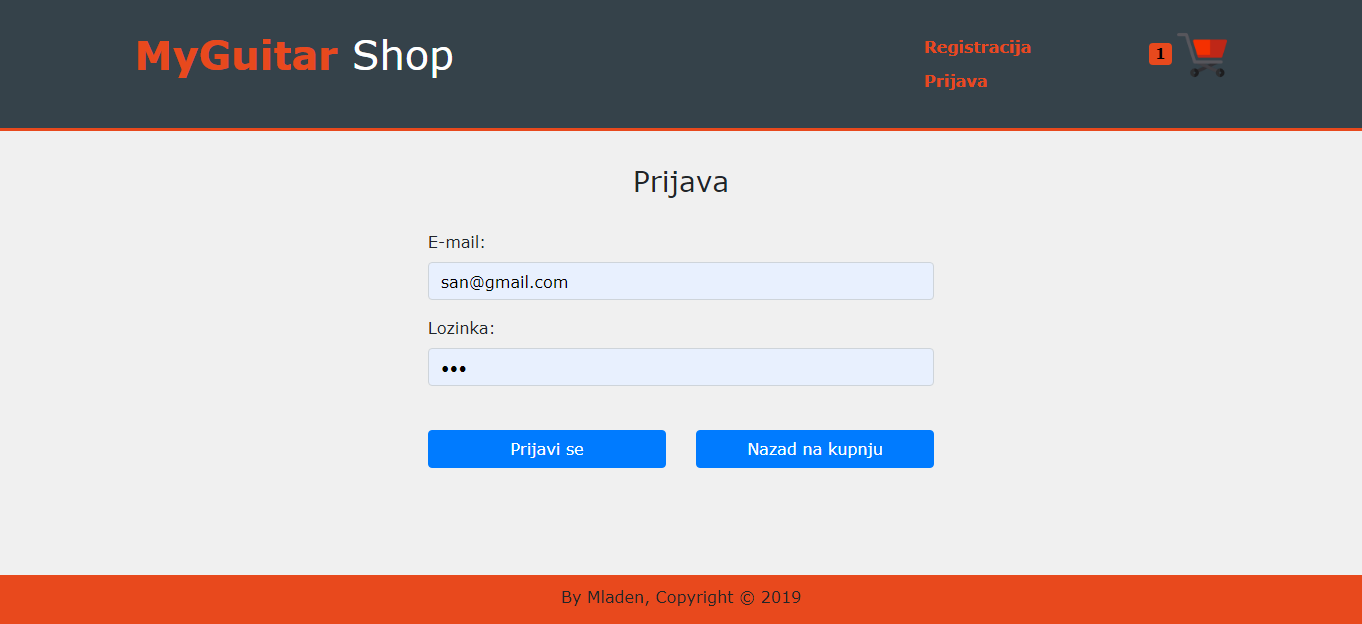 MyGuitar Shop
Registracija
Prijava
1
Prijava
E-mail:
san@gmail.com
Lozinka:
•••
Prijavi se
Nazad na kupnju
By Mladen, Copyright © 2019